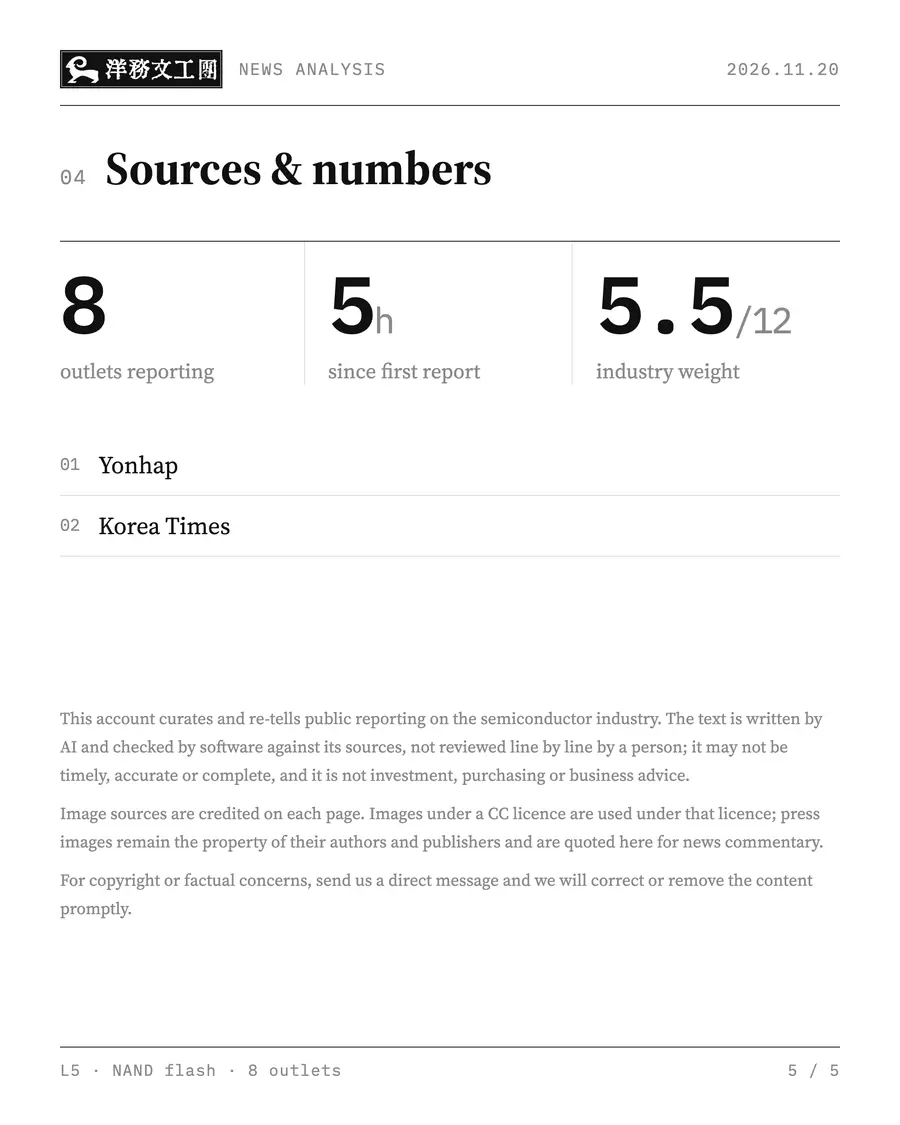 洋務文工團 NEWS ANALYSIS 2026.11.20
04 Sources & numbers
8 5h 5.5/12
outlets reporting since first report industry weight
01 Yonhap
02 Korea Times
This account curates and re-tells public reporting on the semiconductor industry. The text is written by
AI and checked by software against its sources, not reviewed line by line by a person; it may not be
timely, accurate or complete, and it is not investment, purchasing or business advice.
Image sources are credited on each page. Images under a CC licence are used under that licence; press
images remain the property of their authors and publishers and are quoted here for news commentary.
For copyright or factual concerns, send us a direct message and we will correct or remove the content
promptly.
L5 · NAND flash · 8 outlets 5 / 5